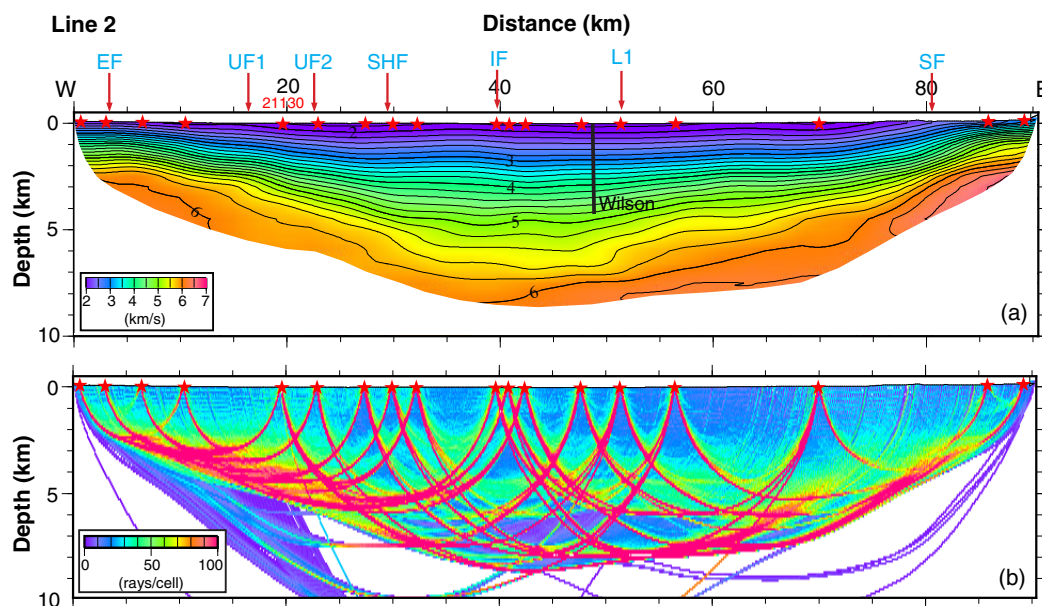 Line 2
Distance (km)
EF UF1 UF2 SHF IF L1 SF
W 20 40 60 80 E
21130
0
2
3
4
Wilson
5
5
6
6
2 3 4 5 6 7
(km/s)
10
(a)
Depth (km)
0
5
0 50 100
(rays/cell)
10
(b)
Depth (km)